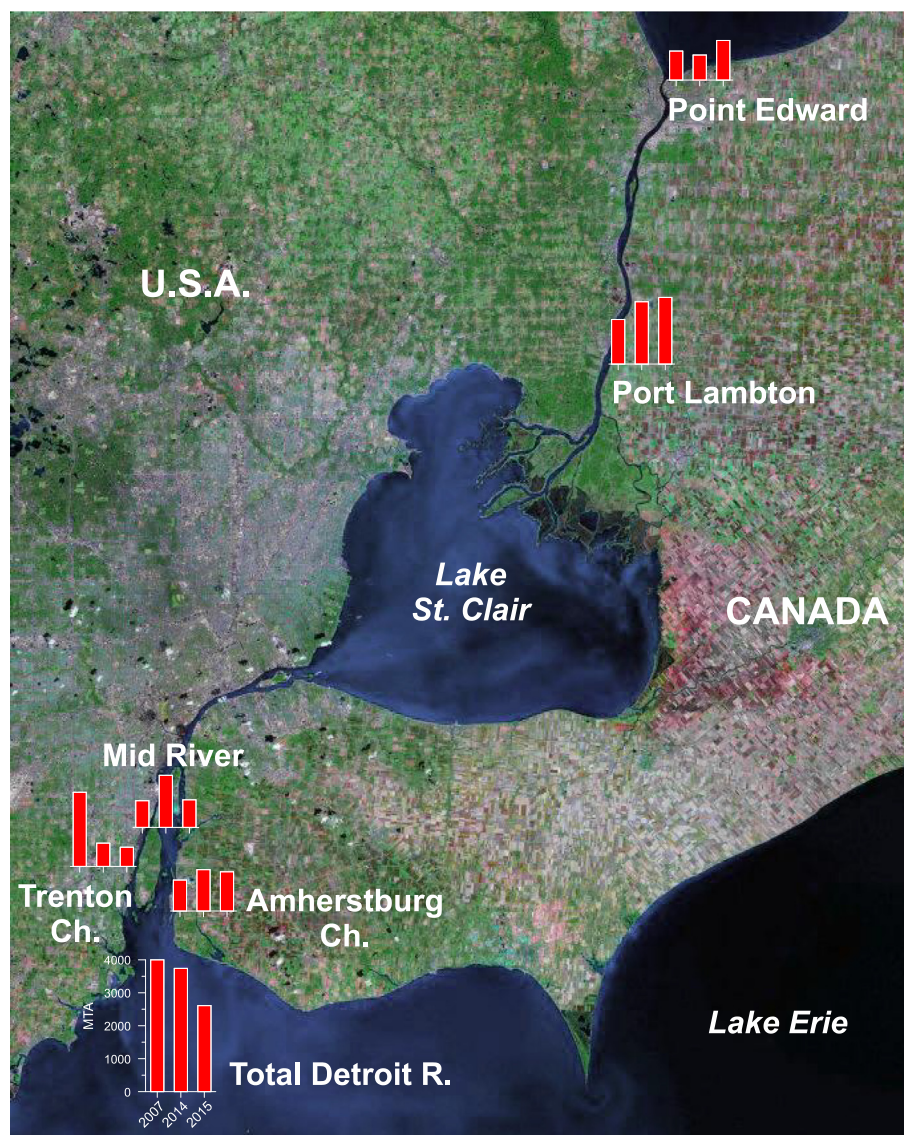 Point Edward
U.S.A.
Port Lambton
Lake
St. Clair
CANADA
Mid River
Trenton
Ch.
Amherstburg
Ch.
4000
3000
2000
1000
0
MTA
2007
2014
2015
Total Detroit R.
Lake Erie